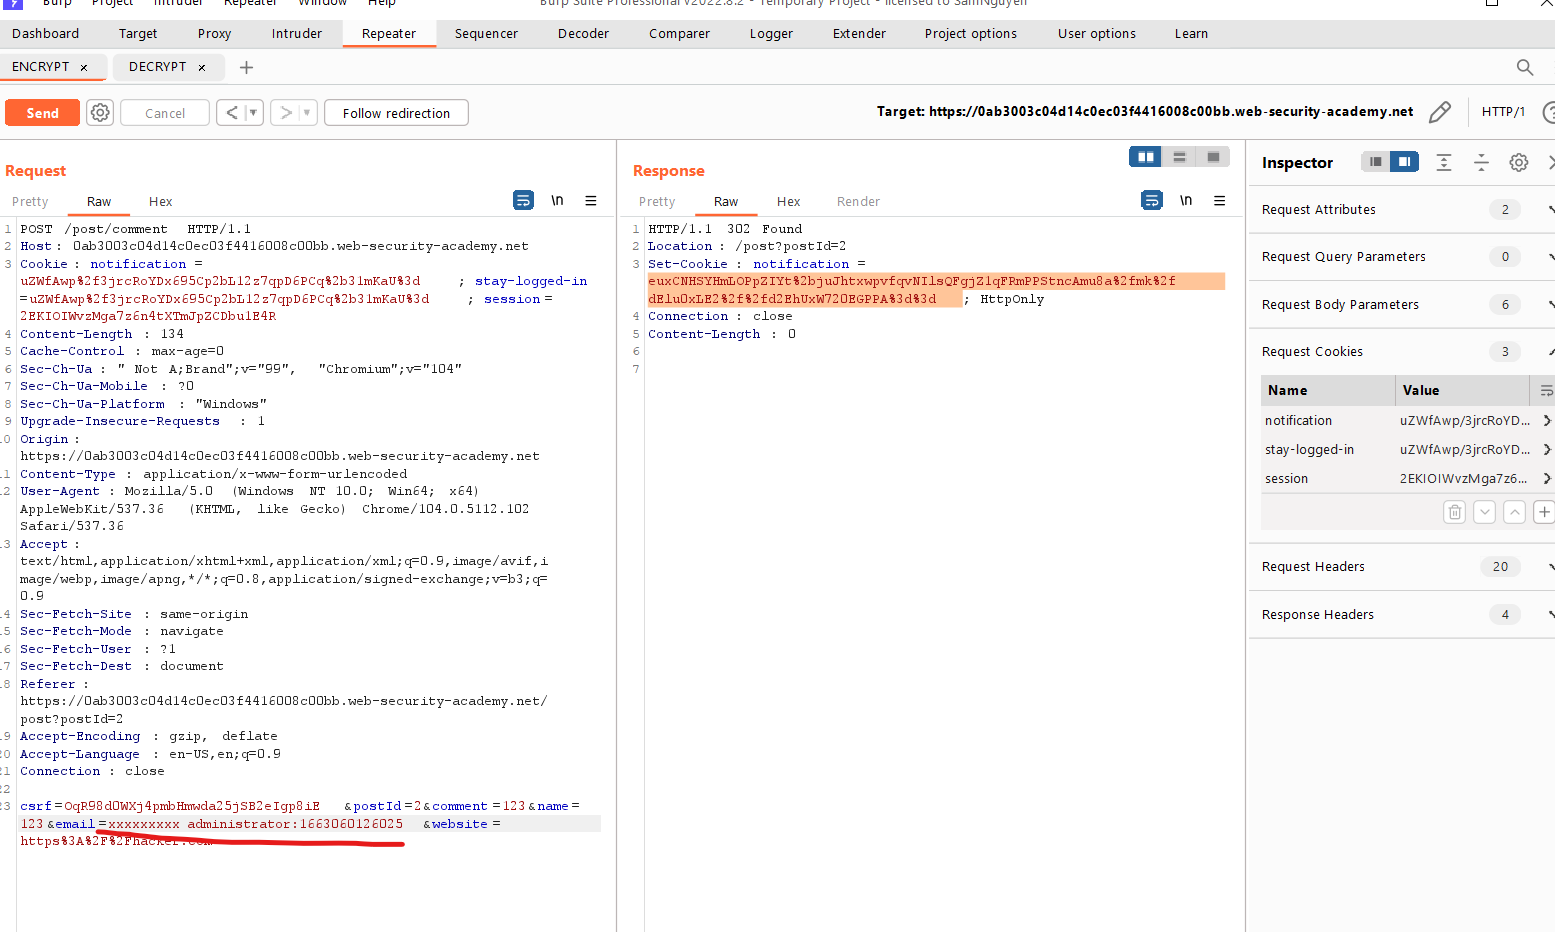 Burp Project Intruder Repeater Window Help Burp Suite Professional v2022.8.2 - Temporary Project - licensed to SamNguyen
Dashboard Target Proxy Intruder Repeater Sequencer Decoder Comparer Logger Extender Project options User options Learn
ENCRYPT × DECRYPT × +
Send Cancel < > Follow redirection Target: https://0ab3003c04d14c0ec03f4416008c00bb.web-security-academy.net HTTP/1
Request
Pretty Raw Hex \n
1 POST /post/comment HTTP/1.1
2 Host : 0ab3003c04d14c0ec03f4416008c00bb.web-security-academy.net
3 Cookie : notification =
uZWfAwp%2f3jrcRoYDx695Cp2bL12z7qpD6PCq%2b31mKaU%3d ; stay-logged-in
=uZWfAwp%2f3jrcRoYDx695Cp2bL12z7qpD6PCq%2b31mKaU%3d ; session =
2EKIOIWvzMga7z6n4tXTmJpZCDbu1E4R
4 Content-Length : 134
5 Cache-Control : max-age=0
6 Sec-Ch-Ua : " Not A;Brand";v="99", "Chromium";v="104"
7 Sec-Ch-Ua-Mobile : ?0
8 Sec-Ch-Ua-Platform : "Windows"
9 Upgrade-Insecure-Requests : 1
10 Origin :
https://0ab3003c04d14c0ec03f4416008c00bb.web-security-academy.net
11 Content-Type : application/x-www-form-urlencoded
12 User-Agent : Mozilla/5.0 (Windows NT 10.0; Win64; x64)
AppleWebKit/537.36 (KHTML, like Gecko) Chrome/104.0.5112.102
Safari/537.36
13 Accept :
text/html,application/xhtml+xml,application/xml;q=0.9,image/avif,i
mage/webp,image/apng,*/*;q=0.8,application/signed-exchange;v=b3;q=
0.9
14 Sec-Fetch-Site : same-origin
15 Sec-Fetch-Mode : navigate
16 Sec-Fetch-User : ?1
17 Sec-Fetch-Dest : document
18 Referer :
https://0ab3003c04d14c0ec03f4416008c00bb.web-security-academy.net/
post?postId=2
19 Accept-Encoding : gzip, deflate
20 Accept-Language : en-US,en;q=0.9
21 Connection : close
22
23 csrf=OqR98d0WXj4pmbHmwda25jSB2eIgp8iE &postId=2&comment =123&name=
123&email=xxxxxxxxx administrator:1663060126025 &website =
https%3A%2F%2Fhacker.com
Response
Pretty Raw Hex Render \n
1 HTTP/1.1 302 Found
2 Location : /post?postId=2
3 Set-Cookie : notification =
euxCNHSYHmLOPpZIYt%2bjuJhtxwpvfqvNIlsQFgjZ1qFRmPPStncAmu8a%2fmk%2f
dElu0xLE2%2f%2fd2EhUxW720EGPPA%3d%3d ; HttpOnly
4 Connection : close
5 Content-Length : 0
6
7
Inspector
Request Attributes 2
Request Query Parameters 0
Request Body Parameters 6
Request Cookies 3
Name Value
notification uZWfAwp/3jrcRoYD...
stay-logged-in uZWfAwp/3jrcRoYD...
session 2EKIOIWvzMga7z6...
Request Headers 20
Response Headers 4